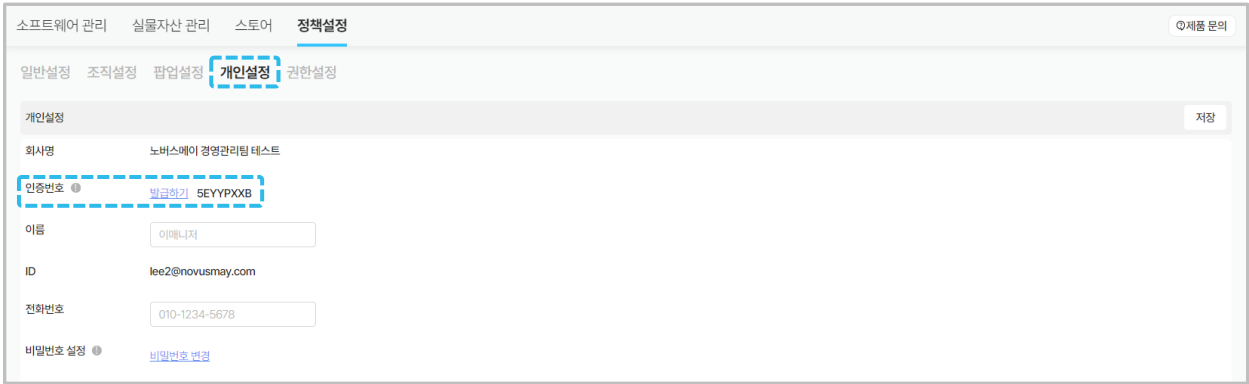 소프트웨어 관리 실물자산 관리 스토어 정책설정 제품 문의
일반설정 조직설정 팝업설정 개인설정 권한설정
개인설정 저장
회사명 노버스메이 경영관리팀 테스트
인증번호 발급하기 5EYYPXXB
이름 이매니저
ID lee2@novusmay.com
전화번호 010-1234-5678
비밀번호 설정 비밀번호 변경